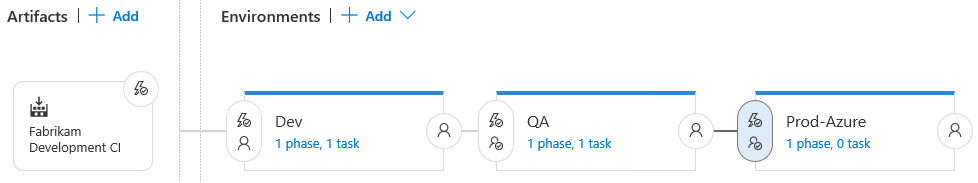 Artifacts | + Add
Environments | + Add
Fabrikam
Development CI
Dev
1 phase, 1 task
QA
1 phase, 1 task
Prod-Azure
1 phase, 0 task